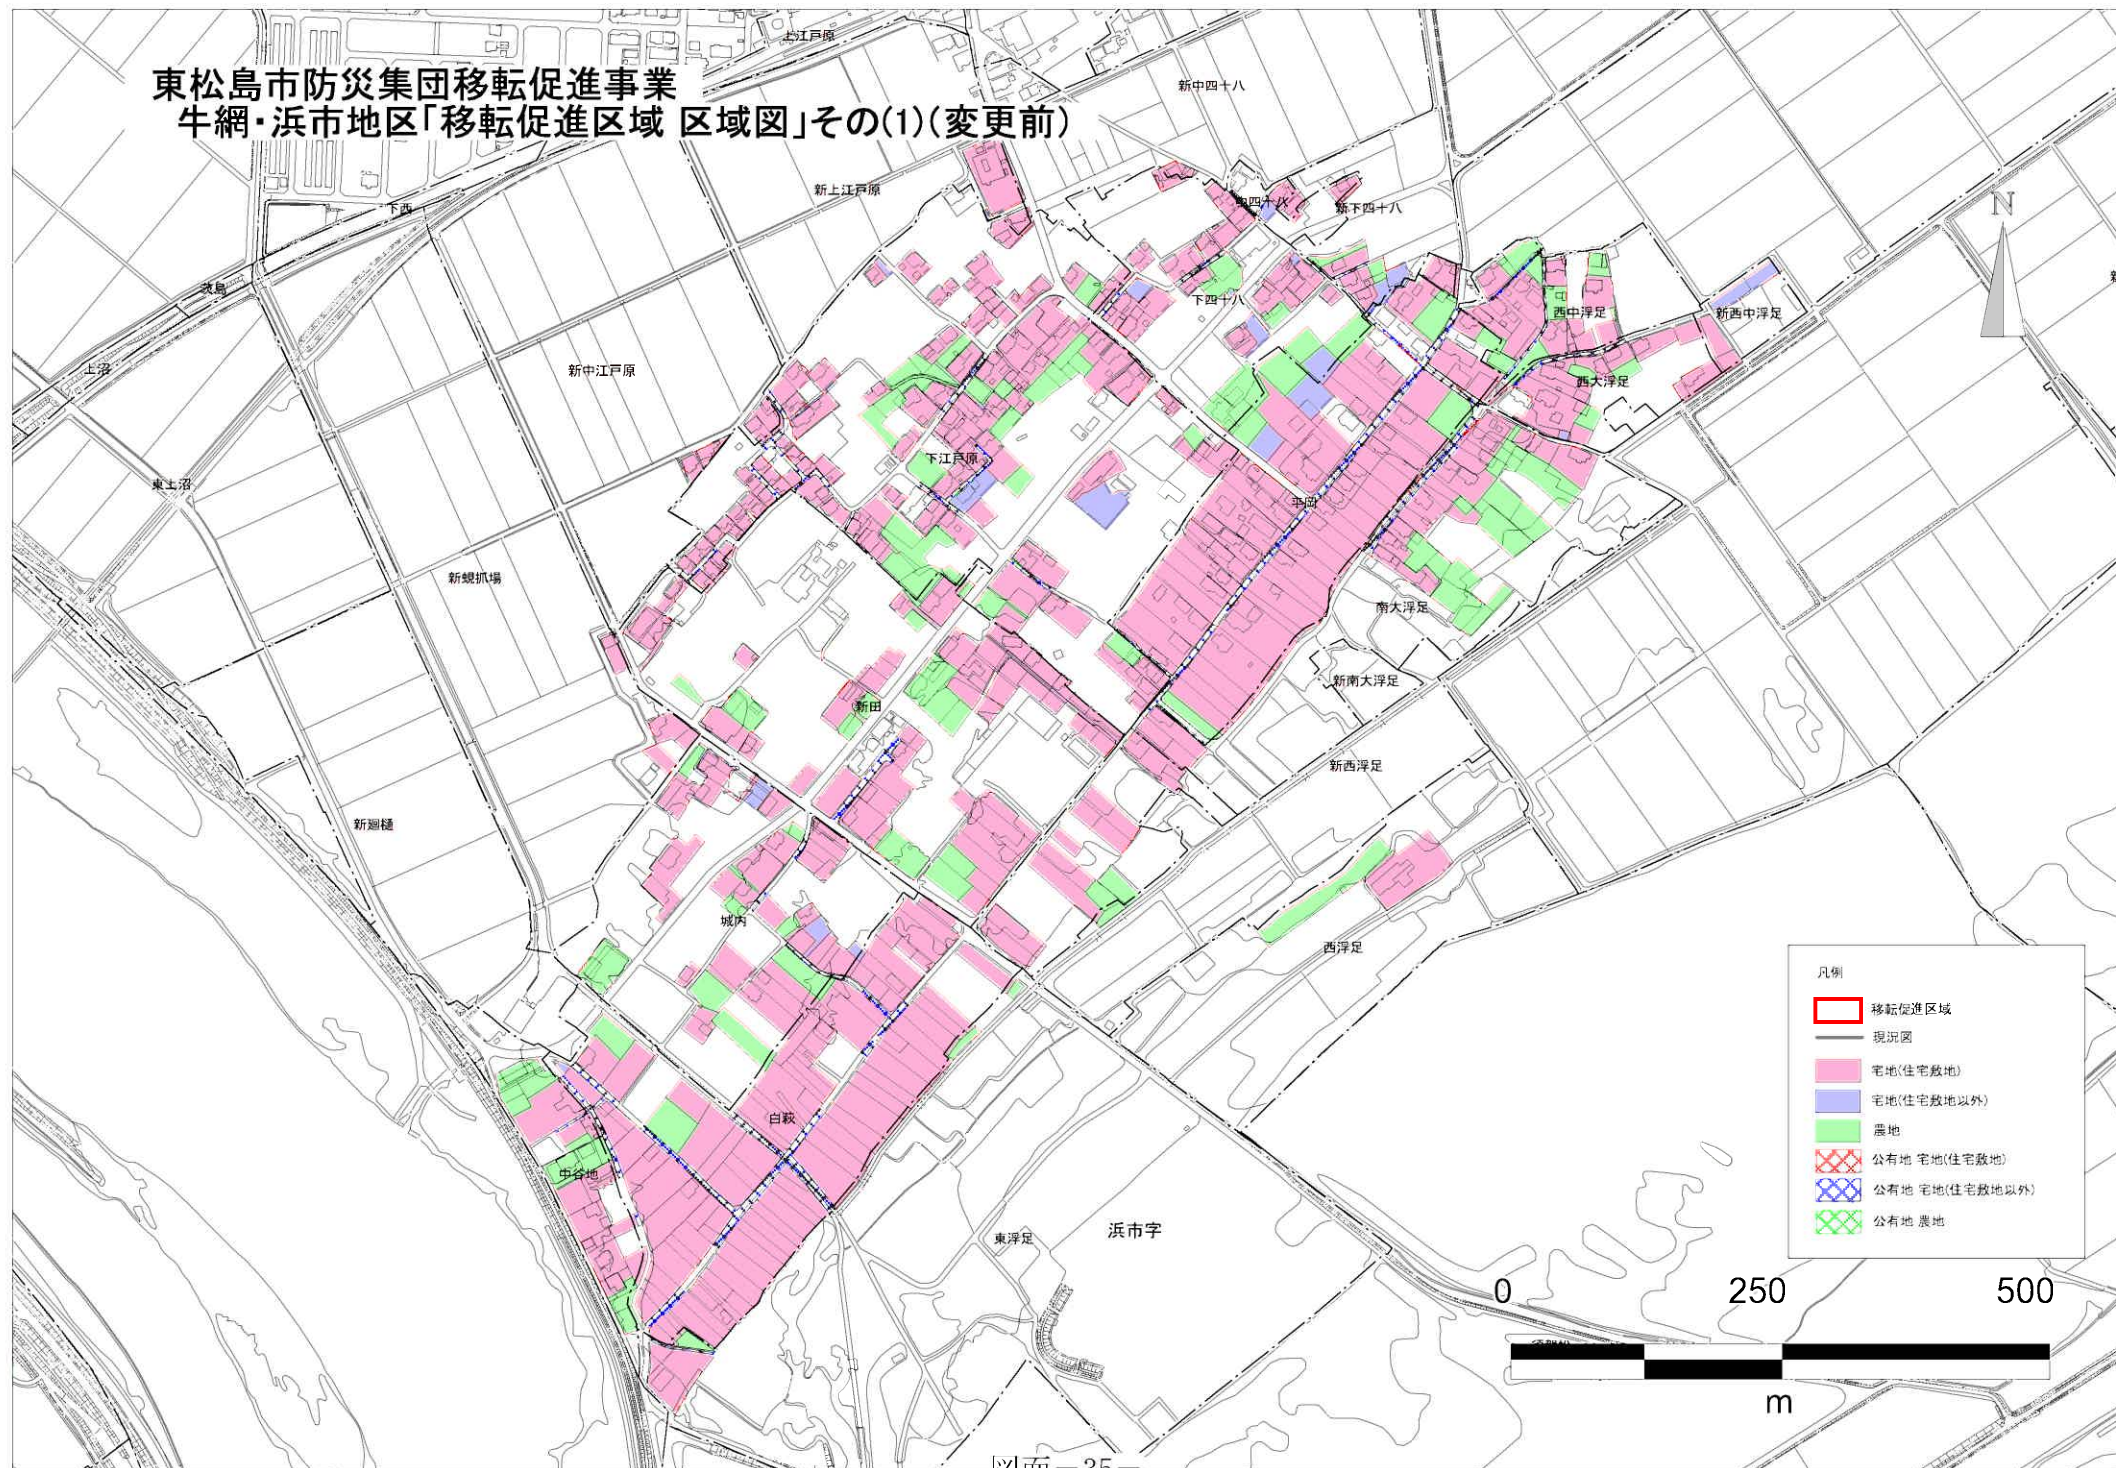 上江戸原
東松島市防災集団移転促進事業
牛網・浜市地区「移転促進区域 区域図」その(1)(変更前)
新中四十八
新上江戸原
下西
中四十八
新下四十八
N
下四十八
西中浮足
新西中浮足
上沼
新中江戸原
西大浮足
下江戸原
東上沼
平岡
新蜆抓場
南大浮足
新南大浮足
新田
新西浮足
新廻樋
城内
西浮足
白萩
中谷地
東浮足
浜市字
凡例
移転促進区域
現況図
宅地(住宅敷地)
宅地(住宅敷地以外)
農地
公有地 宅地(住宅敷地)
公有地 宅地(住宅敷地以外)
公有地 農地
0 250 500
m
図面－35－